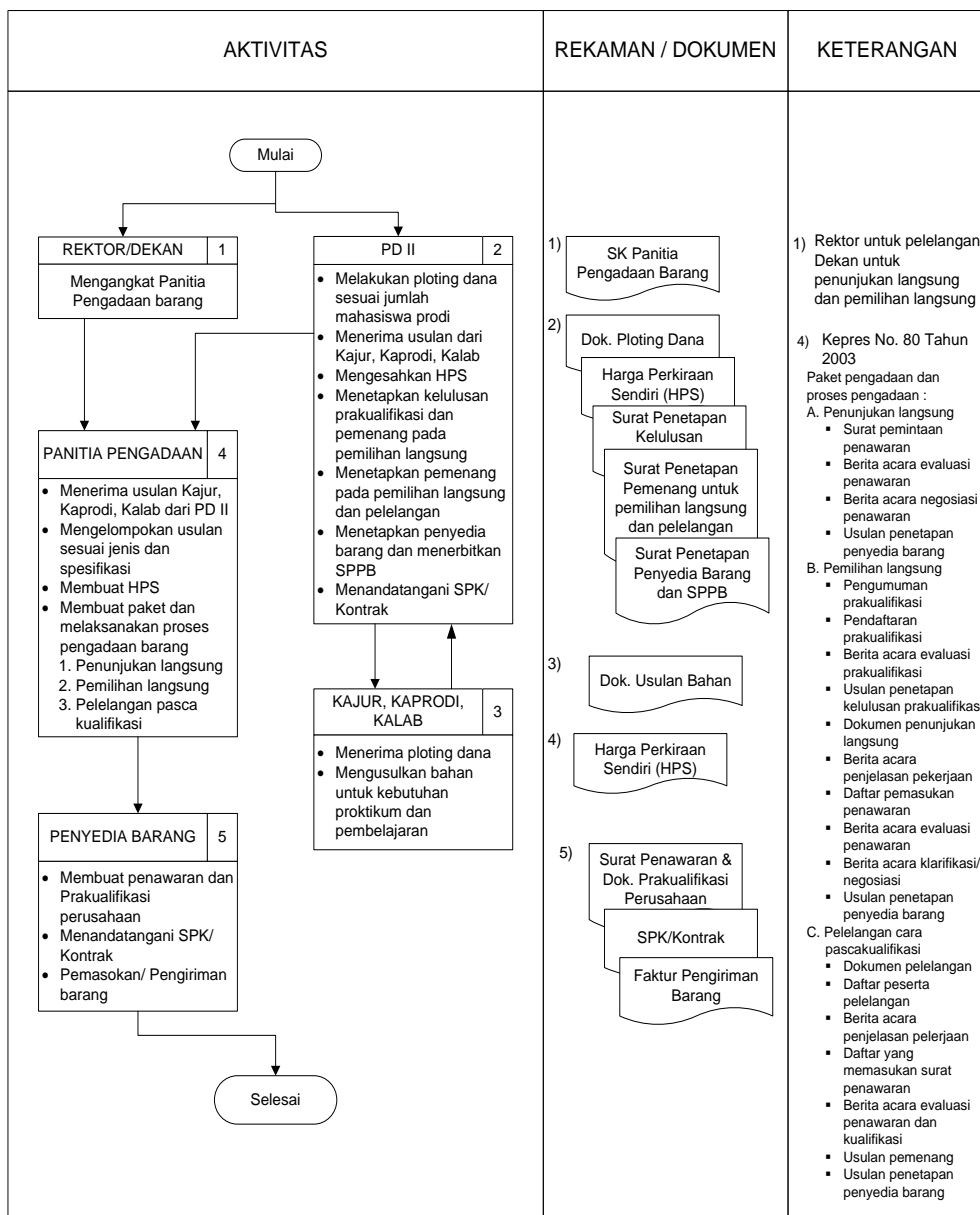 AKTIVITAS
REKAMAN / DOKUMEN
KETERANGAN
Mulai
REKTOR/DEKAN
1
Mengangkat Panitia
Pengadaan barang
PD II
2
• Melakukan ploting dana
sesuai jumlah
mahasiswa prodi
• Menerima usulan dari
Kajur, Kaprodi, Kalab
• Mengesahkan HPS
• Menetapkan kelulusan
prakualifikasi dan
pemenang pada
pemilihan langsung
• Menetapkan pemenang
pada pemilihan langsung
dan pelelangan
• Menetapkan penyedia
barang dan menerbitkan
SPPB
• Menandatangani SPK/
Kontrak
PANITIA PENGADAAN
4
• Menerima usulan Kajur,
Kaprodi, Kalab dari PD II
• Mengelompokan usulan
sesuai jenis dan
spesifikasi
• Membuat HPS
• Membuat paket dan
melaksanakan proses
pengadaan barang
1. Penunjukan langsung
2. Pemilihan langsung
3. Pelelangan pasca
kualifikasi
KAJUR, KAPRODI,
KALAB
3
• Menerima ploting dana
• Mengusulkan bahan
untuk kebutuhan
proktikum dan
pembelajaran
PENYEDIA BARANG
5
• Membuat penawaran dan
Prakualifikasi
perusahaan
• Menandatangani SPK/
Kontrak
• Pemasokan/ Pengiriman
barang
Selesai
1)
SK Panitia
Pengadaan Barang
2)
Dok. Ploting Dana
Harga Perkiraan
Sendiri (HPS)
Surat Penetapan
Kelulusan
Surat Penetapan
Pemenang untuk
pemilihan langsung
dan pelelangan
Surat Penetapan
Penyedia Barang
dan SPPB
3)
Dok. Usulan Bahan
4)
Harga Perkiraan
Sendiri (HPS)
5)
Surat Penawaran &
Dok. Prakualifikasi
Perusahaan
SPK/Kontrak
Faktur Pengiriman
Barang
1) Rektor untuk pelelangan
Dekan untuk
penunjukan langsung
dan pemilihan langsung
4) Kepres No. 80 Tahun
2003
Paket pengadaan dan
proses pengadaan :
A. Penunjukan langsung
▪ Surat pemintaan
penawaran
▪ Berita acara evaluasi
penawaran
▪ Berita acara negosiasi
penawaran
▪ Usulan penetapan
penyedia barang
B. Pemilihan langsung
▪ Pengumuman
prakualifikasi
▪ Pendaftaran
prakualifikasi
▪ Berita acara evaluasi
prakualifikasi
▪ Usulan penetapan
kelulusan prakualifikas
▪ Dokumen penunjukan
langsung
▪ Berita acara
penjelasan pekerjaan
▪ Daftar pemasukan
penawaran
▪ Berita acara evaluasi
penawaran
▪ Berita acara klarifikasi/
negosiasi
▪ Usulan penetapan
penyedia barang
C. Pelelangan cara
pascakualifikasi
▪ Dokumen pelelangan
▪ Daftar peserta
pelelangan
▪ Berita acara
penjelasan pelerjaan
▪ Daftar yang
memasukan surat
penawaran
▪ Berita acara evaluasi
penawaran dan
kualifikasi
▪ Usulan pemenang
▪ Usulan penetapan
penyedia barang